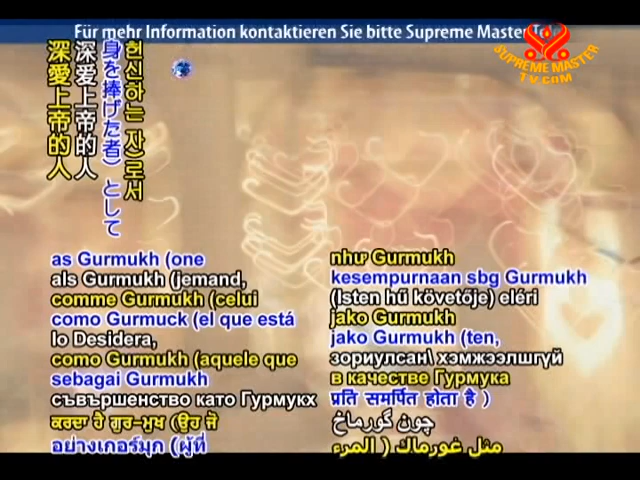 Für mehr Information kontaktieren Sie bitte Supreme Master
SUPREME MASTER
TV.COM
헌신하는 자)로서
身を捧げた者）として
深爱上帝的人
深愛上帝的人
as Gurmukh (one
als Gurmukh (jemand,
comme Gurmukh (celui
como Gurmuck (el que está
lo Desidera,
como Gurmukh (aquele que
sebagai Gurmukh
съвършенство като Гурмукх
ਕਰਦਾ ਹੈ ਗੁਰ-ਮੁਖ (ਉਹ ਜੋ
อย่างเกอร์มุก (ผู้ที่
như Gurmukh
kesempurnaan sbg Gurmukh
(Isten hű követője) eléri
jako Gurmukh
jako Gurmukh (ten,
зориулсан\ хэмжээлшгүй
в качестве Гурмука
प्रति समर्पित होता है )
چون گورماخ
مثل غورماك ( المرء